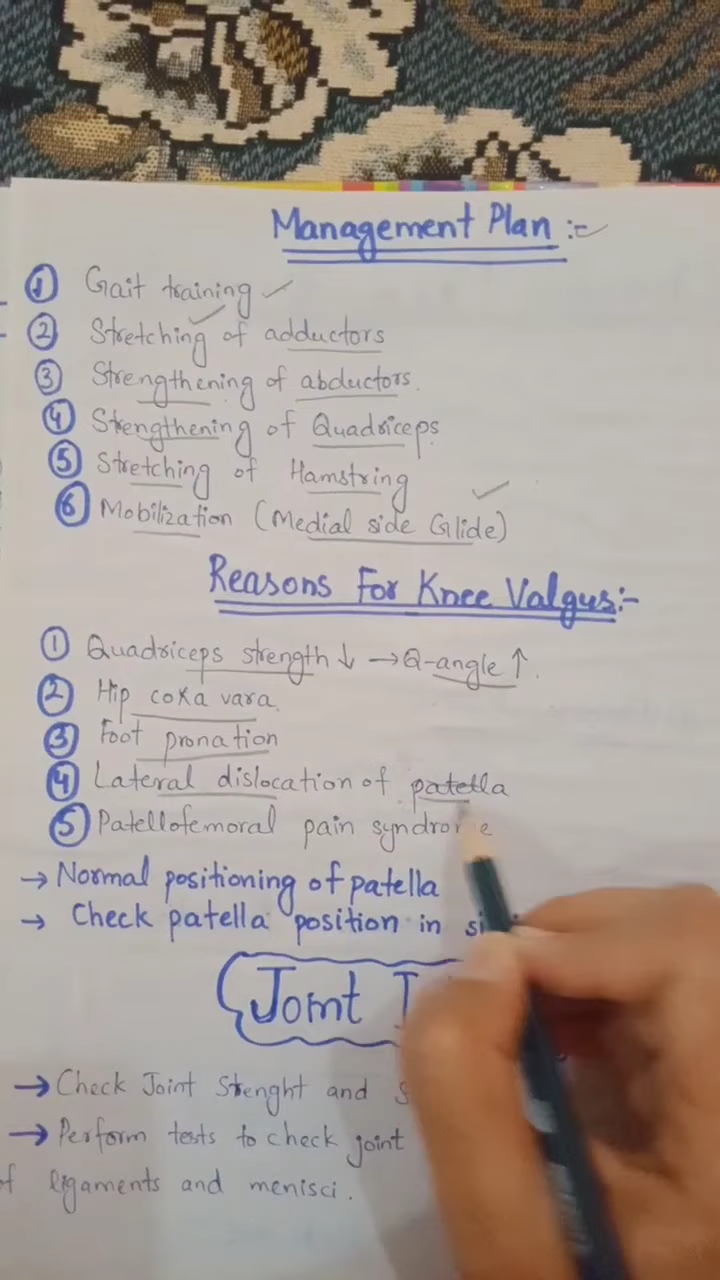 Management Plan :-
① Gait training ✓
② Stretching of adductors
③ Strengthening of abductors.
④ Stengthening of Quadriceps
⑤ Stretching of Hamstring
⑥ Mobilization (Medial side Glide)
Reasons For Knee Valgus:-
① Quadriceps strength ↓ → Q-angle ↑.
② Hip coxa vara.
③ Foot pronation
④ Lateral dislocation of patella
⑤ Patellofemoral pain
→ Normal positioning of patella
→ Check patella position in
Joint
→ Check Joint Strenght and
→ Perform tests to check joint
ligaments and menisci.